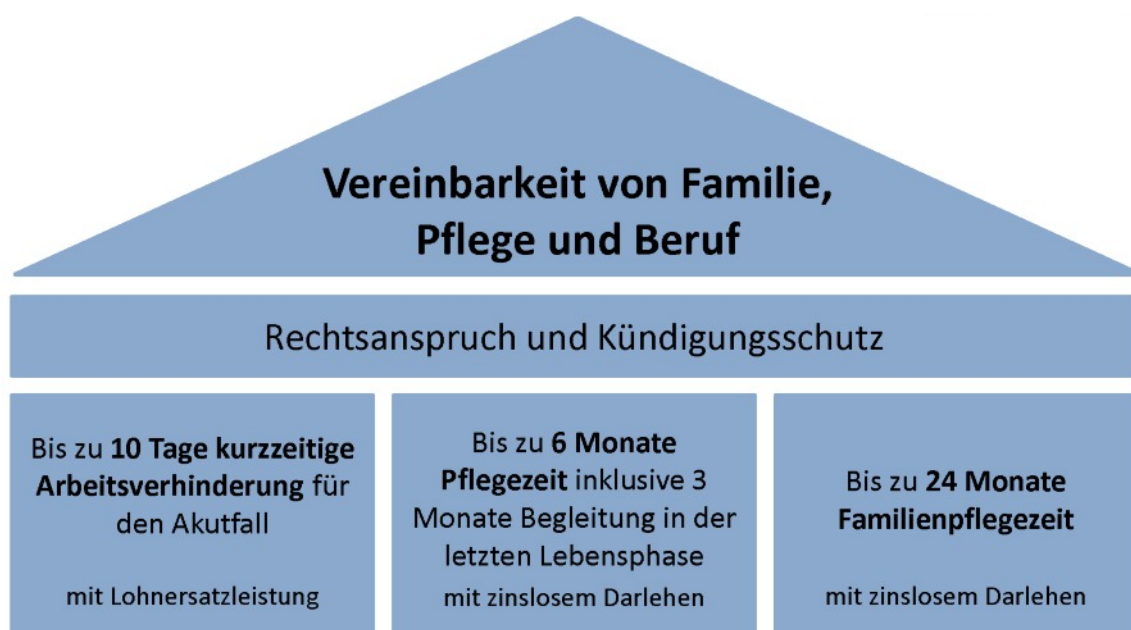 Vereinbarkeit von Familie,
Pflege und Beruf
Rechtsanspruch und Kündigungsschutz
Bis zu 10 Tage kurzzeitige
Arbeitsverhinderung für
den Akutfall
mit Lohnersatzleistung
Bis zu 6 Monate
Pflegezeit inklusive 3
Monate Begleitung in der
letzten Lebensphase
mit zinslosem Darlehen
Bis zu 24 Monate
Familienpflegezeit
mit zinslosem Darlehen